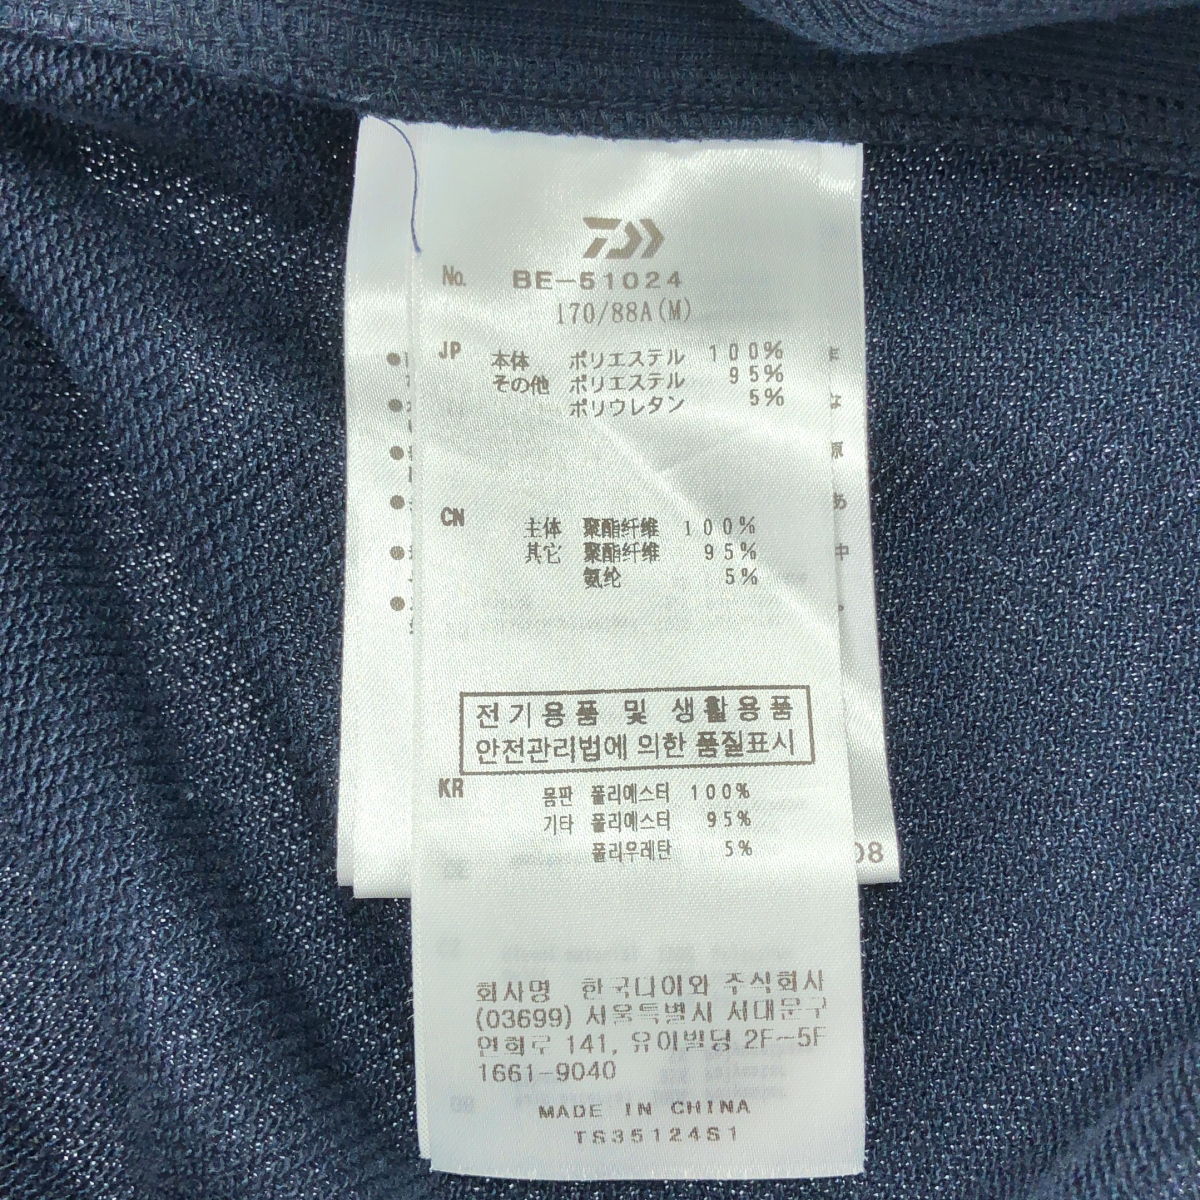 No. BE-51024
170/88A(M)
JP 本体 ポリエステル 100%
その他 ポリエステル 95%
ポリウレタン 5%
CN 主体 聚酯纤维 100%
其它 聚酯纤维 95%
氨纶 5%
전기용품 및 생활용품
안전관리법에 의한 품질표시
KR 몸판 폴리에스터 100%
기타 폴리에스터 95%
폴리우레탄 5%
08
회사명 한국다이와 주식회사
(03699) 서울특별시 서대문구
연희로 141, 유이빌딩 2F~5F
1661-9040
MADE IN CHINA
TS35124S1